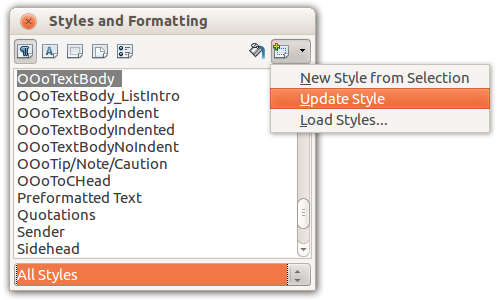 Styles and Formatting
OOoTextBody
OOoTextBody_ListIntro
OOoTextBodyIndent
OOoTextBodyIndented
OOoTextBodyNoIndent
OOoTip/Note/Caution
OOoToCHead
Preformatted Text
Quotations
Sender
Sidehead
All Styles
New Style from Selection
Update Style
Load Styles...